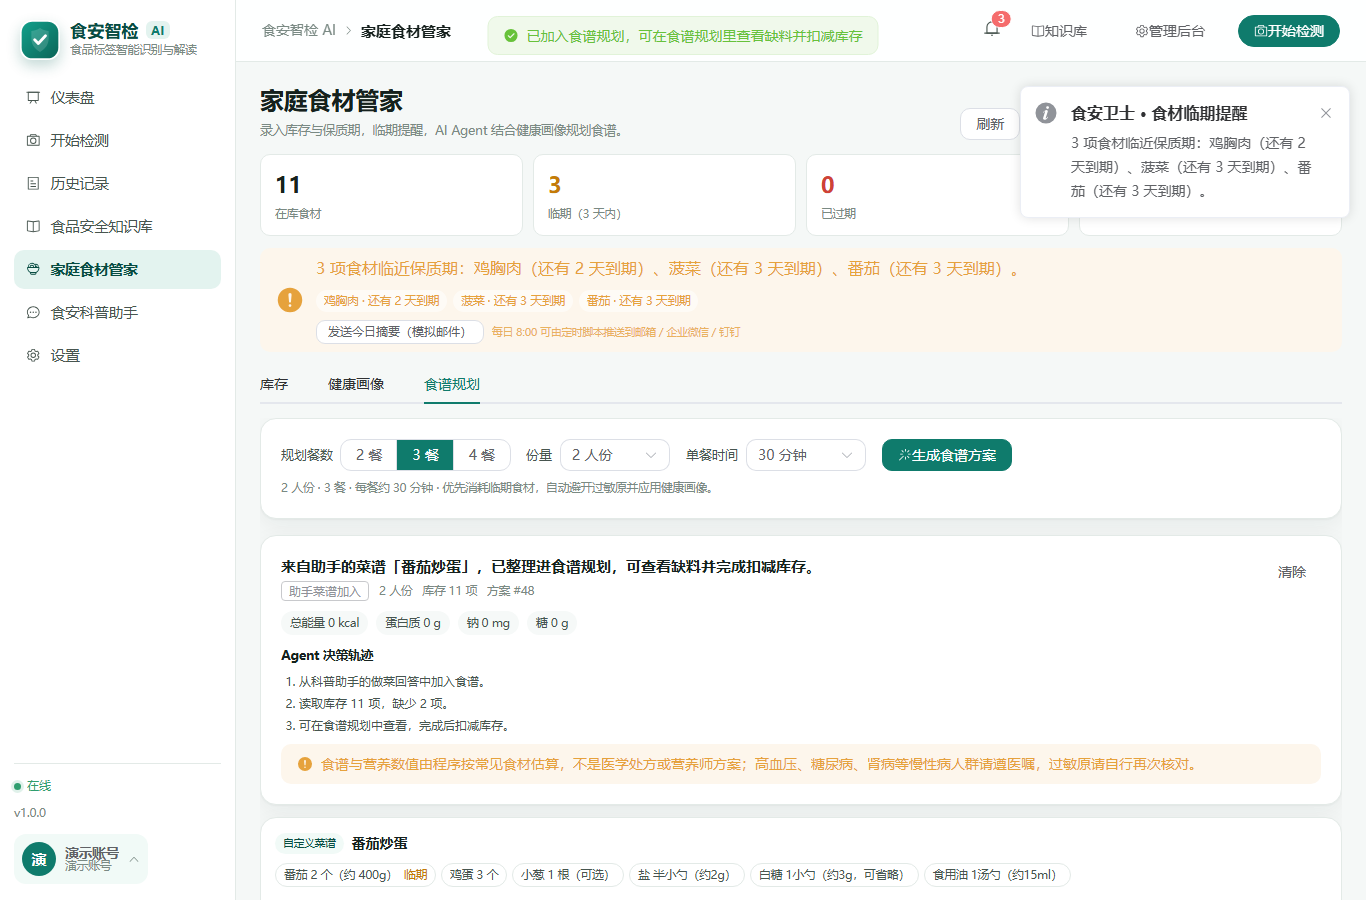 食安智检 AI
食品标签智能识别与解读
仪表盘
开始检测
历史记录
食品安全知识库
家庭食材管家
食安科普助手
设置
在线
v1.0.0
演
演示账号
演示账号
食安智检 AI > 家庭食材管家
已加入食谱规划，可在食谱规划里查看缺料并扣减库存
3
知识库
管理后台
开始检测
家庭食材管家
录入库存与保质期，临期提醒，AI Agent 结合健康画像规划食谱。
刷新
食安卫士 • 食材临期提醒
3 项食材临近保质期：鸡胸肉（还有 2
天到期）、菠菜（还有 3 天到期）、番
茄（还有 3 天到期）。
11
在库食材
3
临期（3 天内）
0
已过期
3 项食材临近保质期：鸡胸肉（还有 2 天到期）、菠菜（还有 3 天到期）、番茄（还有 3 天到期）。
鸡胸肉 · 还有 2 天到期
菠菜 · 还有 3 天到期
番茄 · 还有 3 天到期
发送今日摘要（模拟邮件）
每日 8:00 可由定时脚本推送到邮箱 / 企业微信 / 钉钉
库存
健康画像
食谱规划
规划餐数 2 餐 3 餐 4 餐 份量 2 人份 单餐时间 30 分钟 生成食谱方案
2 人份 · 3 餐 · 每餐约 30 分钟 · 优先消耗临期食材，自动避开过敏原并应用健康画像。
来自助手的菜谱「番茄炒蛋」，已整理进食谱规划，可查看缺料并完成扣减库存。
清除
助手菜谱加入 2 人份 库存 11 项 方案 #48
总能量 0 kcal 蛋白质 0 g 钠 0 mg 糖 0 g
Agent 决策轨迹
1. 从科普助手的做菜回答中加入食谱。
2. 读取库存 11 项，缺少 2 项。
3. 可在食谱规划中查看，完成后扣减库存。
食谱与营养数值由程序按常见食材估算，不是医学处方或营养师方案；高血压、糖尿病、肾病等慢性病人群请遵医嘱，过敏原请自行再次核对。
自定义菜谱 番茄炒蛋
番茄 2 个（约 400g） 临期
鸡蛋 3 个
小葱 1 根（可选）
盐 半小勺（约2g）
白糖 1小勺（约3g，可省略）
食用油 1汤勺（约15ml）